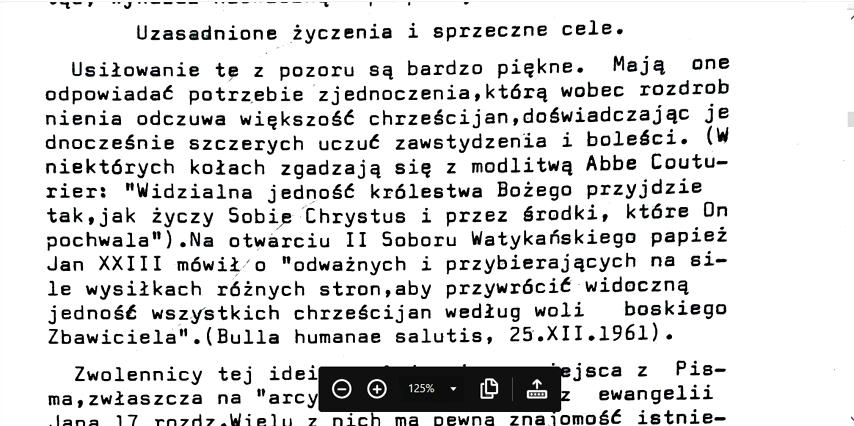 Uzasadnione życzenia i sprzeczne cele.
Usiłowanie te z pozoru są bardzo piękne. Mają one
odpowiadać potrzebie zjednoczenia,którą wobec rozdrob
nienia odczuwa większość chrześcijan,doświadczając je
dnocześnie szczerych uczuć zawstydzenia i boleści. (W
niektórych kołach zgadzają się z modlitwą Abbe Coutu-
rier: "Widzialna jedność królestwa Bożego przyjdzie
tak,jak życzy Sobie Chrystus i przez środki, które On
pochwala").Na otwarciu II Soboru Watykańskiego papież
Jan XXIII mówił o "odważnych i przybierających na si-
le wysiłkach różnych stron,aby przywrócić widoczną
jedność wszystkich chrześcijan według woli boskiego
Zbawiciela".(Bulla humanae salutis, 25.XII.1961).
Zwolennicy tej idei ejsca z Pis-
125%
ma,zwłaszcza na "arcy z ewangelii
Jana 17 rozdz.Wielu z nich ma pewną znajomość istnie-